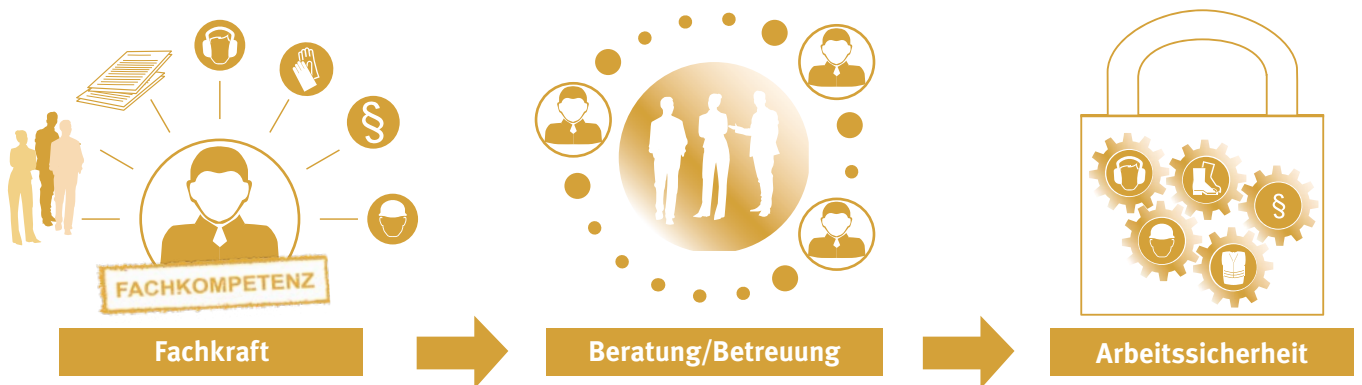 §
§
FACHKOMPETENZ
Fachkraft
Beratung/Betreuung
Arbeitssicherheit